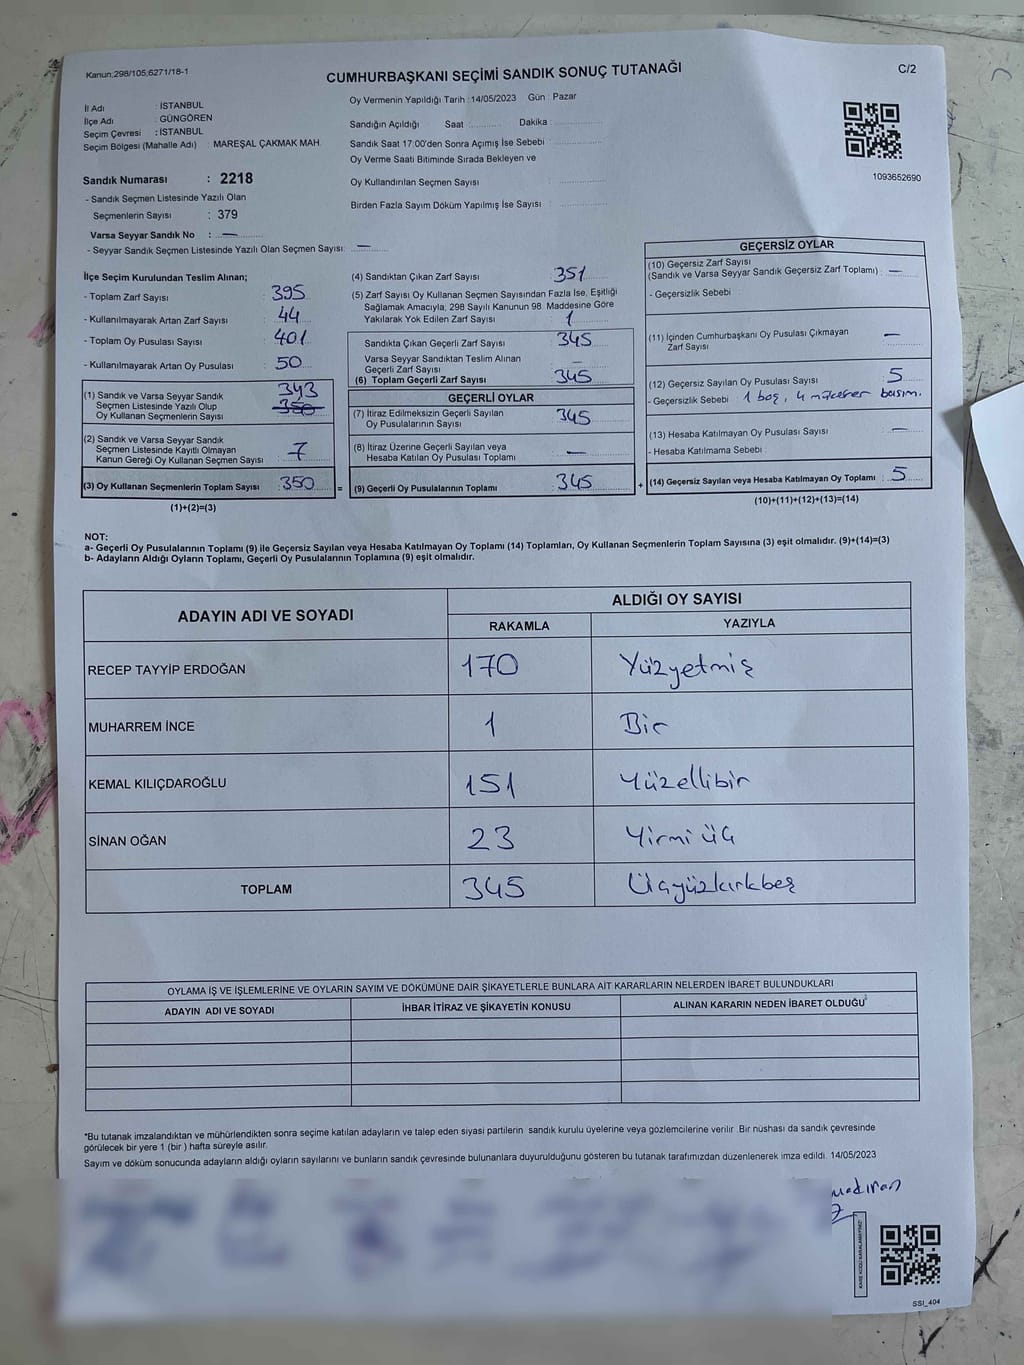 Kanun;298/105;6271/18-1
CUMHURBAŞKANI SEÇİMİ SANDIK SONUÇ TUTANAĞI
C/2
İl Adı : İSTANBUL
İlçe Adı : GÜNGÖREN
Seçim Çevresi : İSTANBUL
Seçim Bölgesi (Mahalle Adı) : MAREŞAL ÇAKMAK MAH.
Sandık Numarası : 2218
- Sandık Seçmen Listesinde Yazılı Olan
Seçmenlerin Sayısı : 379
Varsa Seyyar Sandık No : —
- Seyyar Sandık Seçmen Listesinde Yazılı Olan Seçmen Sayısı: —
Oy Vermenin Yapıldığı Tarih : 14/05/2023 Gün : Pazar
Sandığın Açıldığı Saat : Dakika :
Sandık Saat 17:00'den Sonra Açımış İse Sebebi :
Oy Verme Saati Bitiminde Sırada Bekleyen ve
Oy Kullandırılan Seçmen Sayısı :
Birden Fazla Sayım Döküm Yapılmış İse Sayısı :
1093652690
İlçe Seçim Kurulundan Teslim Alınan;
- Toplam Zarf Sayısı : 395
- Kullanılmayarak Artan Zarf Sayısı : 44
- Toplam Oy Pusulası Sayısı : 401
- Kullanılmayarak Artan Oy Pusulası : 50
343
(1) Sandık ve Varsa Seyyar Sandık
Seçmen Listesinde Yazılı Olup : 350
Oy Kullanan Seçmenlerin Sayısı
(2) Sandık ve Varsa Seyyar Sandık
Seçmen Listesinde Kayıtlı Olmayan
Kanun Gereği Oy Kullanan Seçmen Sayısı : 7
(3) Oy Kullanan Seçmenlerin Toplam Sayısı : 350 =
(1)+(2)=(3)
(4) Sandıktan Çıkan Zarf Sayısı : 351
(5) Zarf Sayısı Oy Kullanan Seçmen Sayısından Fazla İse, Eşitliği
Sağlamak Amacıyla; 298 Sayılı Kanunun 98. Maddesine Göre
Yakılarak Yok Edilen Zarf Sayısı : 1
Sandıkta Çıkan Geçerli Zarf Sayısı : 345
Varsa Seyyar Sandıktan Teslim Alınan
Geçerli Zarf Sayısı : —
(6) Toplam Geçerli Zarf Sayısı : 345
GEÇERLİ OYLAR
(7) İtiraz Edilmeksizin Geçerli Sayılan
Oy Pusulalarının Sayısı : 345
(8) İtiraz Üzerine Geçerli Sayılan veya
Hesaba Katılan Oy Pusulası Toplamı : —
(9) Geçerli Oy Pusulalarının Toplamı : 345 +
GEÇERSİZ OYLAR
(10) Geçersiz Zarf Sayısı
(Sandık ve Varsa Seyyar Sandık Geçersiz Zarf Toplamı) : —
- Geçersizlik Sebebi :
(11) İçinden Cumhurbaşkanı Oy Pusulası Çıkmayan
Zarf Sayısı : —
(12) Geçersiz Sayılan Oy Pusulası Sayısı : 5
- Geçersizlik Sebebi : 1 boş, 4 mükerrer basım.
(13) Hesaba Katılmayan Oy Pusulası Sayısı : —
- Hesaba Katılmama Sebebi :
(14) Geçersiz Sayılan veya Hesaba Katılmayan Oy Toplamı : 5
(10)+(11)+(12)+(13)=(14)
NOT:
a- Geçerli Oy Pusulalarının Toplamı (9) ile Geçersiz Sayılan veya Hesaba Katılmayan Oy Toplamı (14) Toplamları, Oy Kullanan Seçmenlerin Toplam Sayısına (3) eşit olmalıdır. (9)+(14)=(3)
b- Adayların Aldığı Oyların Toplamı, Geçerli Oy Pusulalarının Toplamına (9) eşit olmalıdır.
ADAYIN ADI VE SOYADI
ALDIĞI OY SAYISI
RAKAMLA YAZIYLA
RECEP TAYYİP ERDOĞAN 170 Yüzyetmiş
MUHARREM İNCE 1 Bir
KEMAL KILIÇDAROĞLU 151 Yüzellibir
SİNAN OĞAN 23 Yirmi üç
TOPLAM 345 Üçyüzkırkbeş
OYLAMA İŞ VE İŞLEMLERİNE VE OYLARIN SAYIM VE DÖKÜMÜNE DAİR ŞİKAYETLERLE BUNLARA AİT KARARLARIN NELERDEN İBARET BULUNDUKLARI
ADAYIN ADI VE SOYADI İHBAR İTİRAZ VE ŞİKAYETİN KONUSU ALINAN KARARIN NEDEN İBARET OLDUĞU
*Bu tutanak imzalandıktan ve mühürlendikten sonra seçime katılan adayların ve talep eden siyasi partilerin sandık kurulu üyelerine veya gözlemcilerine verilir. Bir nüshası da sandık çevresinde
görülecek bir yere 1 (bir) hafta süreyle asılır.
Sayım ve döküm sonucunda adayların aldığı oyların sayılarını ve bunların sandık çevresinde bulunanlara duyurulduğunu gösteren bu tutanak tarafımızdan düzenlenerek imza edildi. 14/05/2023
SSI_404